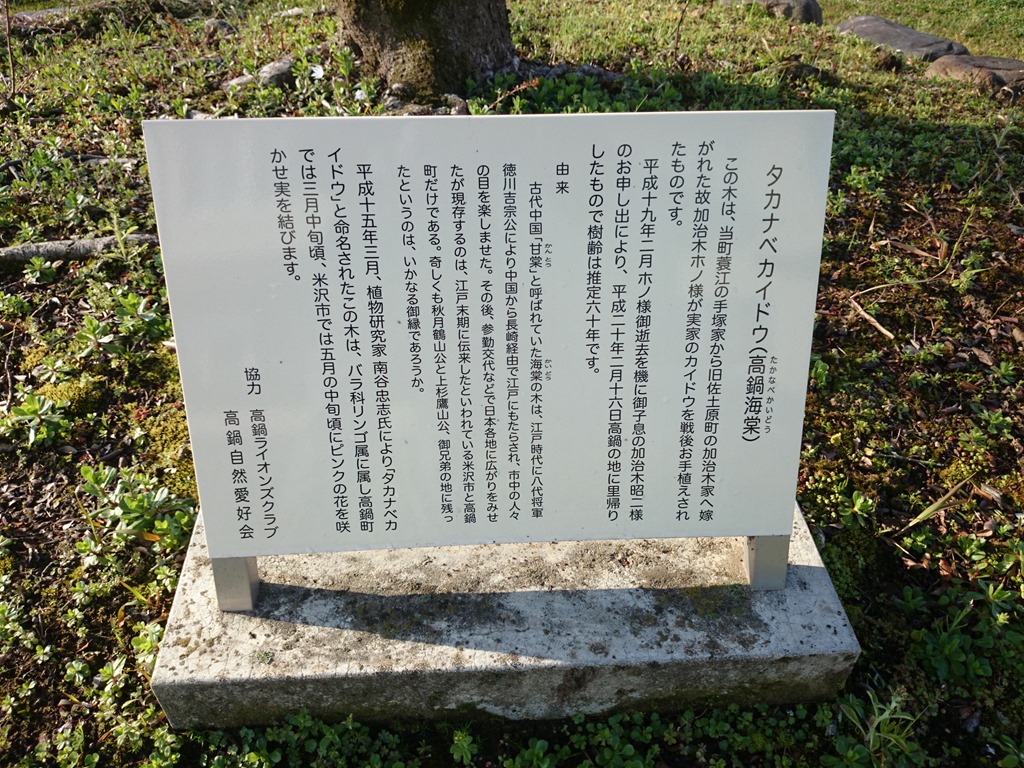 タカナベカイドウ(高鍋海棠)
たかなべかいどう
この木は、当町蓑江の手塚家から旧佐土原町の加治木家へ嫁
がれた故 加治木ホノ様が実家のカイドウを戦後お手植えされ
たものです。
平成十九年二月ホノ様御逝去を機に御子息の加治木昭二様
のお申し出により、平成二十年二月十六日高鍋の地に里帰り
したもので樹齢は推定六十年です。
由来
古代中国「甘棠」と呼ばれていた海棠の木は、江戸時代に八代将軍
かんとう
かいどう
徳川吉宗公により中国から長崎経由で江戸にもたらされ、市中の人々
の目を楽しませた。その後、参勤交代などで日本各地に広がりをみせ
たが現存するのは、江戸末期に伝来したといわれている米沢市と高鍋
町だけである。奇しくも秋月鶴山公と上杉鷹山公、御兄弟の地に残っ
たというのは、いかなる御縁であろうか。
平成十五年三月、植物研究家 南谷忠志氏により「タカナベカ
イドウ」と命名されたこの木は、バラ科リンゴ属に属し高鍋町
では三月中旬頃、米沢市では五月の中旬頃にピンクの花を咲
かせ実を結びます。
協力 高鍋ライオンズクラブ
高鍋自然愛好会